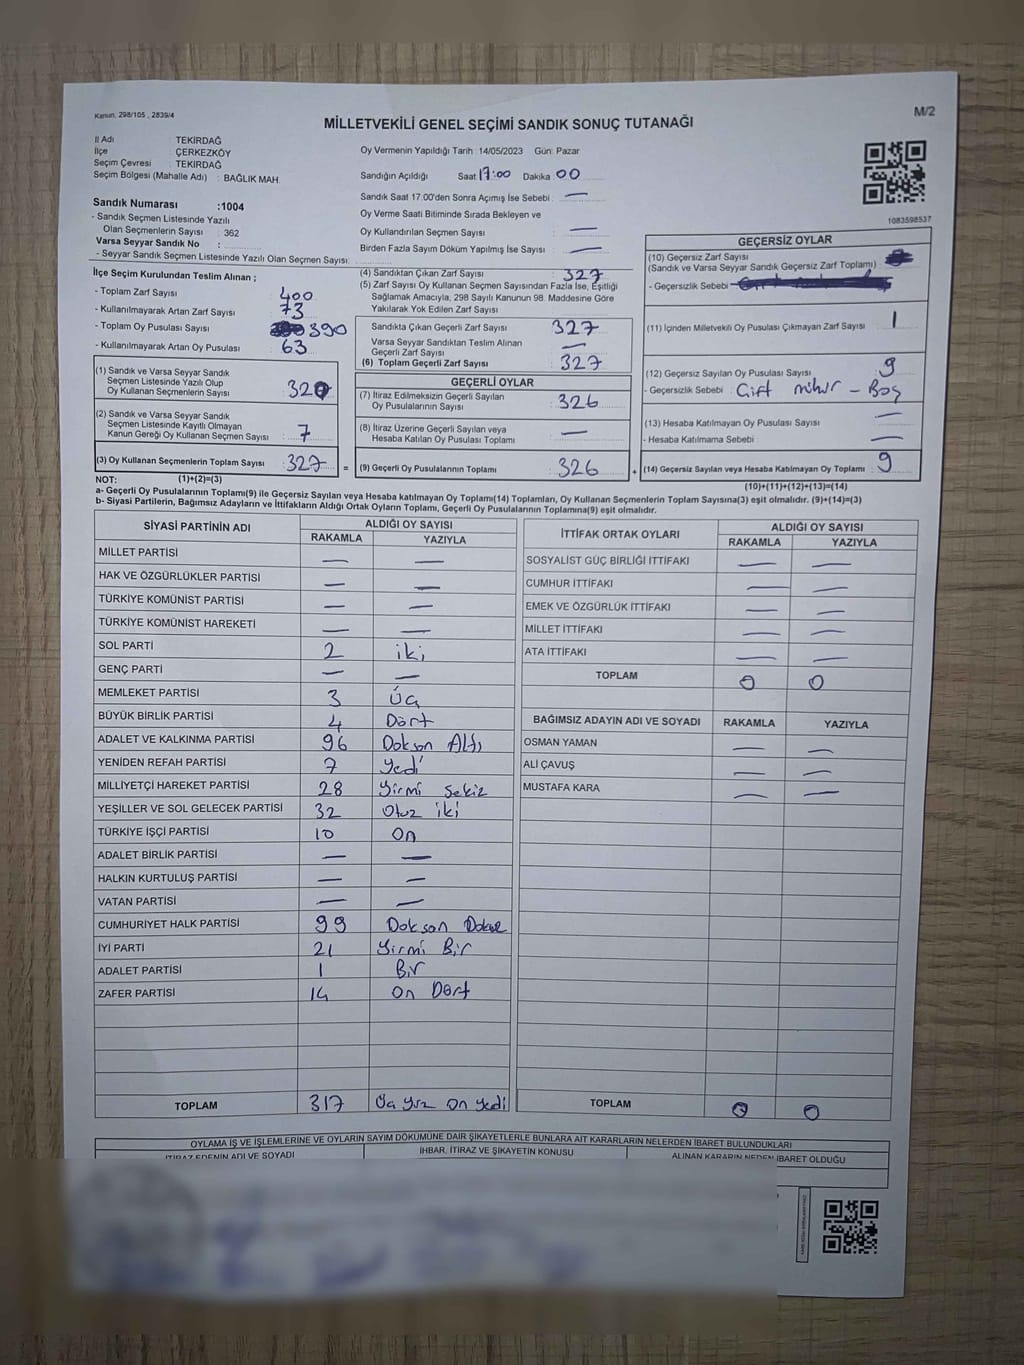 Kanun, 298/105 , 2839/4
M/2
MİLLETVEKİLİ GENEL SEÇİMİ SANDIK SONUÇ TUTANAĞI
İl Adı TEKİRDAĞ
İlçe ÇERKEZKÖY
Seçim Çevresi TEKİRDAĞ
Seçim Bölgesi (Mahalle Adı) : BAĞLIK MAH.
Sandık Numarası :1004
- Sandık Seçmen Listesinde Yazılı
Olan Seçmenlerin Sayısı : 362
Varsa Seyyar Sandık No :
- Seyyar Sandık Seçmen Listesinde Yazılı Olan Seçmen Sayısı:
Oy Vermenin Yapıldığı Tarih :14/05/2023 Gün: Pazar
Sandığın Açıldığı Saat 17:00 Dakika :00
Sandık Saat 17.00'den Sonra Açımış İse Sebebi : —
Oy Verme Saati Bitiminde Sırada Bekleyen ve
Oy Kullandırılan Seçmen Sayısı : —
Birden Fazla Sayım Döküm Yapılmış İse Sayısı : —
1083598537
İlçe Seçim Kurulundan Teslim Alınan ;
- Toplam Zarf Sayısı : 400
- Kullanılmayarak Artan Zarf Sayısı : 73
- Toplam Oy Pusulası Sayısı : 390
- Kullanılmayarak Artan Oy Pusulası : 63
(1) Sandık ve Varsa Seyyar Sandık
Seçmen Listesinde Yazılı Olup
Oy Kullanan Seçmenlerin Sayısı : 320
(2) Sandık ve Varsa Seyyar Sandık
Seçmen Listesinde Kayıtlı Olmayan
Kanun Gereği Oy Kullanan Seçmen Sayısı : 7
(3) Oy Kullanan Seçmenlerin Toplam Sayısı : 327 =
(1)+(2)=(3)
(4) Sandıktan Çıkan Zarf Sayısı : 327
(5) Zarf Sayısı Oy Kullanan Seçmen Sayısından Fazla İse, Eşitliği
Sağlamak Amacıyla, 298 Sayılı Kanunun 98. Maddesine Göre
Yakılarak Yok Edilen Zarf Sayısı :
Sandıkta Çıkan Geçerli Zarf Sayısı : 327
Varsa Seyyar Sandıktan Teslim Alınan
Geçerli Zarf Sayısı : —
(6) Toplam Geçerli Zarf Sayısı : 327
GEÇERLİ OYLAR
(7) İtiraz Edilmeksizin Geçerli Sayılan
Oy Pusulalarının Sayısı : 326
(8) İtiraz Üzerine Geçerli Sayılan veya
Hesaba Katılan Oy Pusulası Toplamı : —
(9) Geçerli Oy Pusulalarının Toplamı : 326 +
GEÇERSİZ OYLAR
(10) Geçersiz Zarf Sayısı
(Sandık ve Varsa Seyyar Sandık Geçersiz Zarf Toplamı) :
- Geçersizlik Sebebi :
(11) İçinden Milletvekili Oy Pusulası Çıkmayan Zarf Sayısı : 1
(12) Geçersiz Sayılan Oy Pusulası Sayısı : 9
- Geçersizlik Sebebi : Çift mühür - Boş
(13) Hesaba Katılmayan Oy Pusulası Sayısı : —
- Hesaba Katılmama Sebebi : —
(14) Geçersiz Sayılan veya Hesaba Katılmayan Oy Toplamı : 9
(10)+(11)+(12)+(13)=(14)
NOT:
a- Geçerli Oy Pusulalarının Toplamı(9) ile Geçersiz Sayılan veya Hesaba katılmayan Oy Toplam(14) Toplamları, Oy Kullanan Seçmenlerin Toplam Sayısına(3) eşit olmalıdır. (9)+(14)=(3)
b- Siyasi Partilerin, Bağımsız Adayların ve İttifakların Aldığı Ortak Oyların Toplamı, Geçerli Oy Pusulalarının Toplamına(9) eşit olmalıdır.
SİYASİ PARTİNİN ADI ALDIĞI OY SAYISI
RAKAMLA YAZIYLA
MİLLET PARTİSİ — —
HAK VE ÖZGÜRLÜKLER PARTİSİ — —
TÜRKİYE KOMÜNİST PARTİSİ — —
TÜRKİYE KOMÜNİST HAREKETİ — —
SOL PARTİ 2 iki
GENÇ PARTİ — —
MEMLEKET PARTİSİ 3 Üç
BÜYÜK BİRLİK PARTİSİ 4 Dört
ADALET VE KALKINMA PARTİSİ 96 Dokson Altı
YENİDEN REFAH PARTİSİ 7 Yedi
MİLLİYETÇİ HAREKET PARTİSİ 28 Yirmi Sekiz
YEŞİLLER VE SOL GELECEK PARTİSİ 32 Otuz iki
TÜRKİYE İŞÇİ PARTİSİ 10 On
ADALET BİRLİK PARTİSİ — —
HALKIN KURTULUŞ PARTİSİ — —
VATAN PARTİSİ — —
CUMHURİYET HALK PARTİSİ 99 Dokson Dokuz
İYİ PARTİ 21 Yirmi Bir
ADALET PARTİSİ 1 Bir
ZAFER PARTİSİ 14 On Dört
TOPLAM 317 Üç yüz on yedi
İTTİFAK ORTAK OYLARI ALDIĞI OY SAYISI
RAKAMLA YAZIYLA
SOSYALİST GÜÇ BİRLİĞİ İTTİFAKI — —
CUMHUR İTTİFAKI — —
EMEK VE ÖZGÜRLÜK İTTİFAKI — —
MİLLET İTTİFAKI — —
ATA İTTİFAKI — —
TOPLAM 0 0
BAĞIMSIZ ADAYIN ADI VE SOYADI RAKAMLA YAZIYLA
OSMAN YAMAN — —
ALİ ÇAVUŞ — —
MUSTAFA KARA — —
TOPLAM 0 0
OYLAMA İŞ VE İŞLEMLERİNE VE OYLARIN SAYIM DÖKÜMÜNE DAİR ŞİKAYETLERLE BUNLARA AİT KARARLARIN NELERDEN İBARET BULUNDUKLARI
İTİRAZ EDENİN ADI VE SOYADI İHBAR, İTİRAZ VE ŞİKAYETİN KONUSU ALINAN KARARIN NEDEN İBARET OLDUĞU